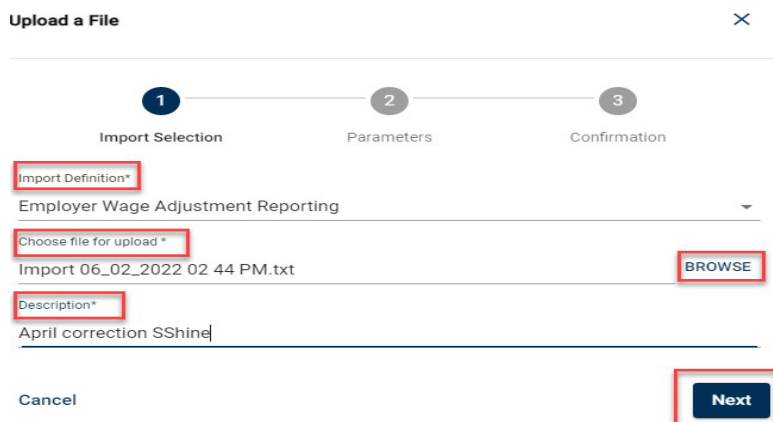 Upload a File
1 2 3
Import Selection Parameters Confirmation
Import Definition*
Employer Wage Adjustment Reporting
Choose file for upload *
Import 06_02_2022 02 44 PM.txt BROWSE
Description*
April correction SShine
Cancel Next